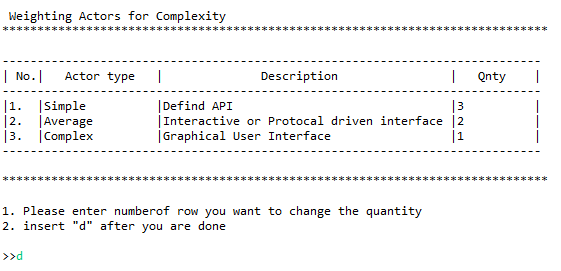 Weighting Actors for Complexity
******************************************************************************
-----------------------------------------------------------------------------
| No.|   Actor type   |              Description                |   Qnty    |
-----------------------------------------------------------------------------
|1.  |Simple          |Defind API                               |3          |
|2.  |Average         |Interactive or Protocal driven interface |2          |
|3.  |Complex         |Graphical User Interface                 |1          |
-----------------------------------------------------------------------------
******************************************************************************
1. Please enter numberof row you want to change the quantity
2. insert "d" after you are done
>>d